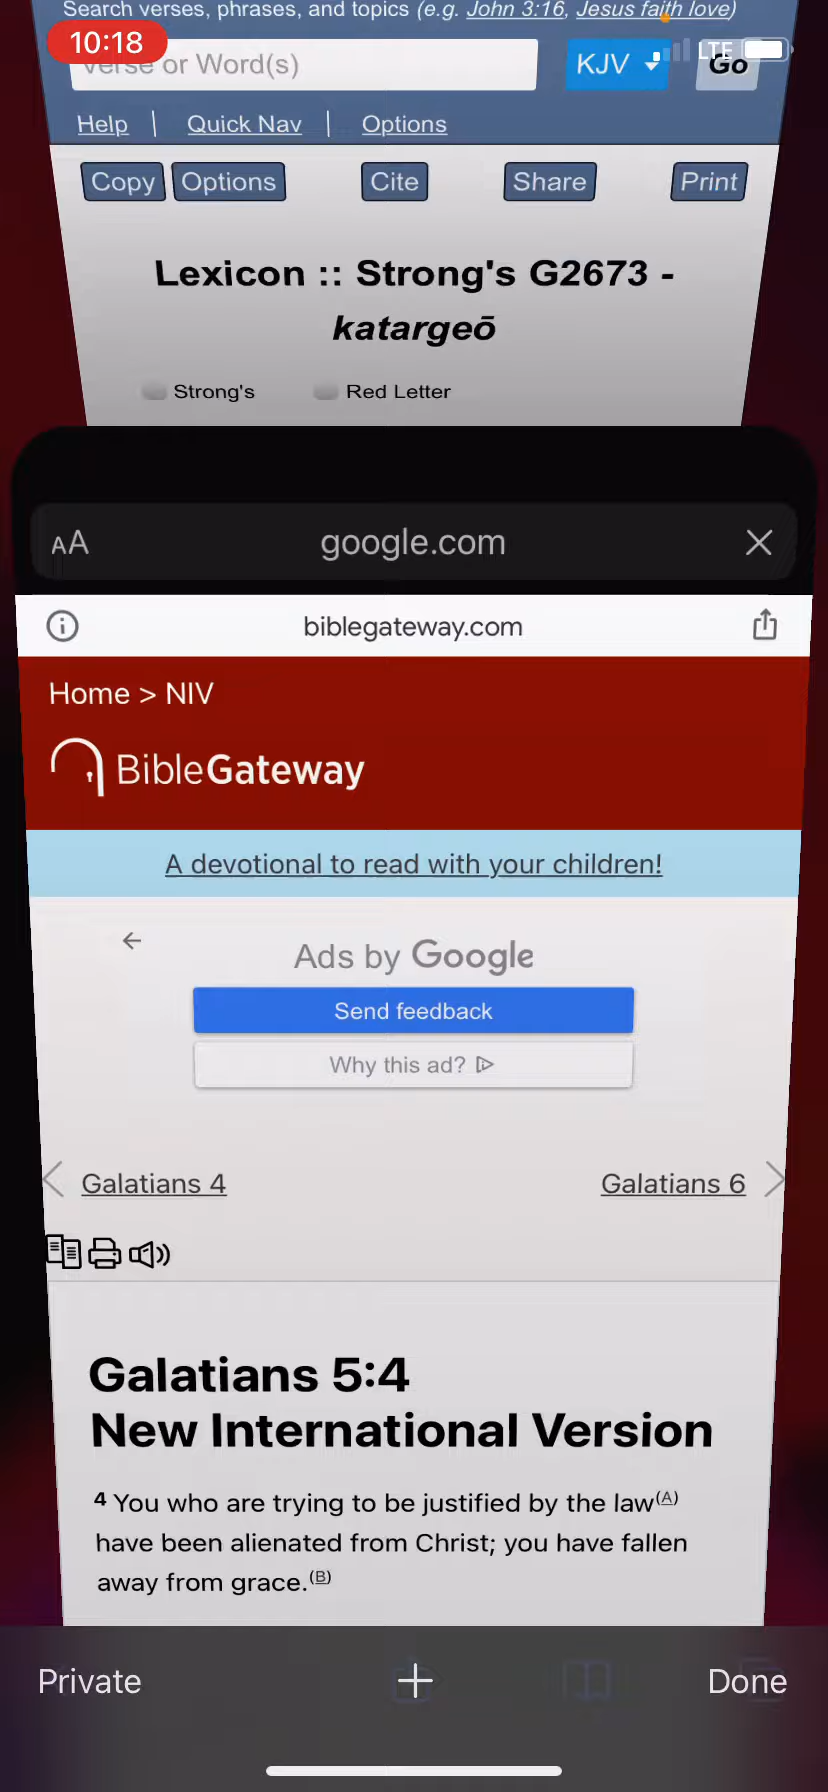 Search verses, phrases, and topics (e.g. John 3:16, Jesus faith love)
10:18
LTE
Verse or Word(s)
KJV
Go
Help | Quick Nav | Options
Copy Options Cite Share Print
Lexicon :: Strong's G2673 -
katargeō
Strong's Red Letter
AA google.com
biblegateway.com
Home > NIV
BibleGateway
A devotional to read with your children!
Ads by Google
Send feedback
Why this ad?
Galatians 4 Galatians 6
Galatians 5:4
New International Version
4 You who are trying to be justified by the law(A)
have been alienated from Christ; you have fallen
away from grace.(B)
Private + Done